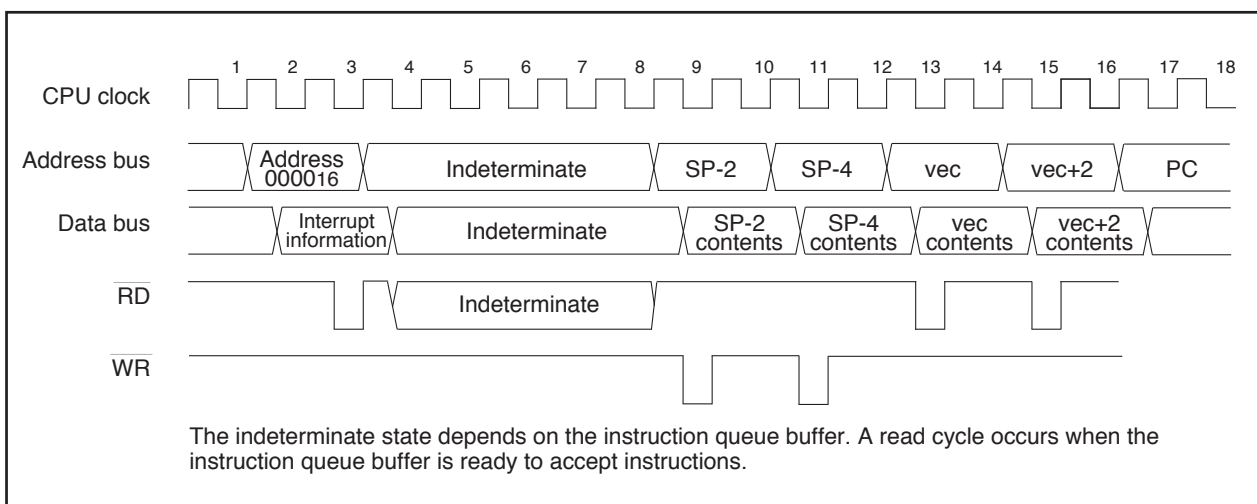 1 2 3 4 5 6 7 8 9 10 11 12 13 14 15 16 17 18
CPU clock
Address bus
Address
000016
Indeterminate
SP-2
SP-4
vec
vec+2
PC
Data bus
Interrupt
information
Indeterminate
SP-2
contents
SP-4
contents
vec
contents
vec+2
contents
RD
Indeterminate
WR
The indeterminate state depends on the instruction queue buffer. A read cycle occurs when the
instruction queue buffer is ready to accept instructions.